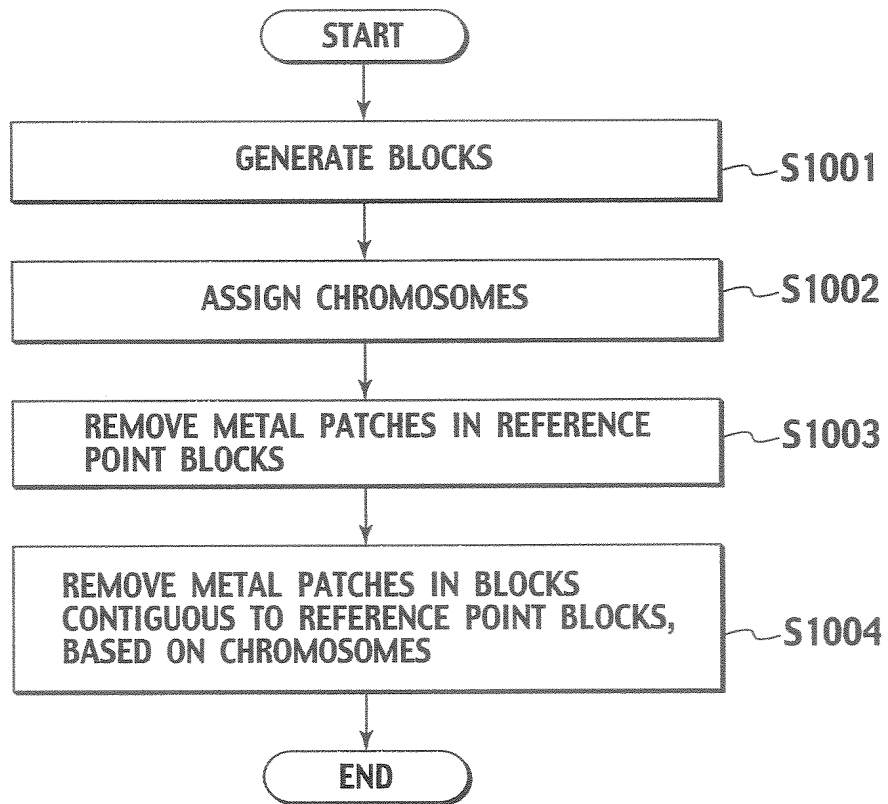 START
GENERATE BLOCKS
S1001
ASSIGN CHROMOSOMES
S1002
REMOVE METAL PATCHES IN REFERENCE
POINT BLOCKS
S1003
REMOVE METAL PATCHES IN BLOCKS
CONTIGUOUS TO REFERENCE POINT BLOCKS,
BASED ON CHROMOSOMES
S1004
END